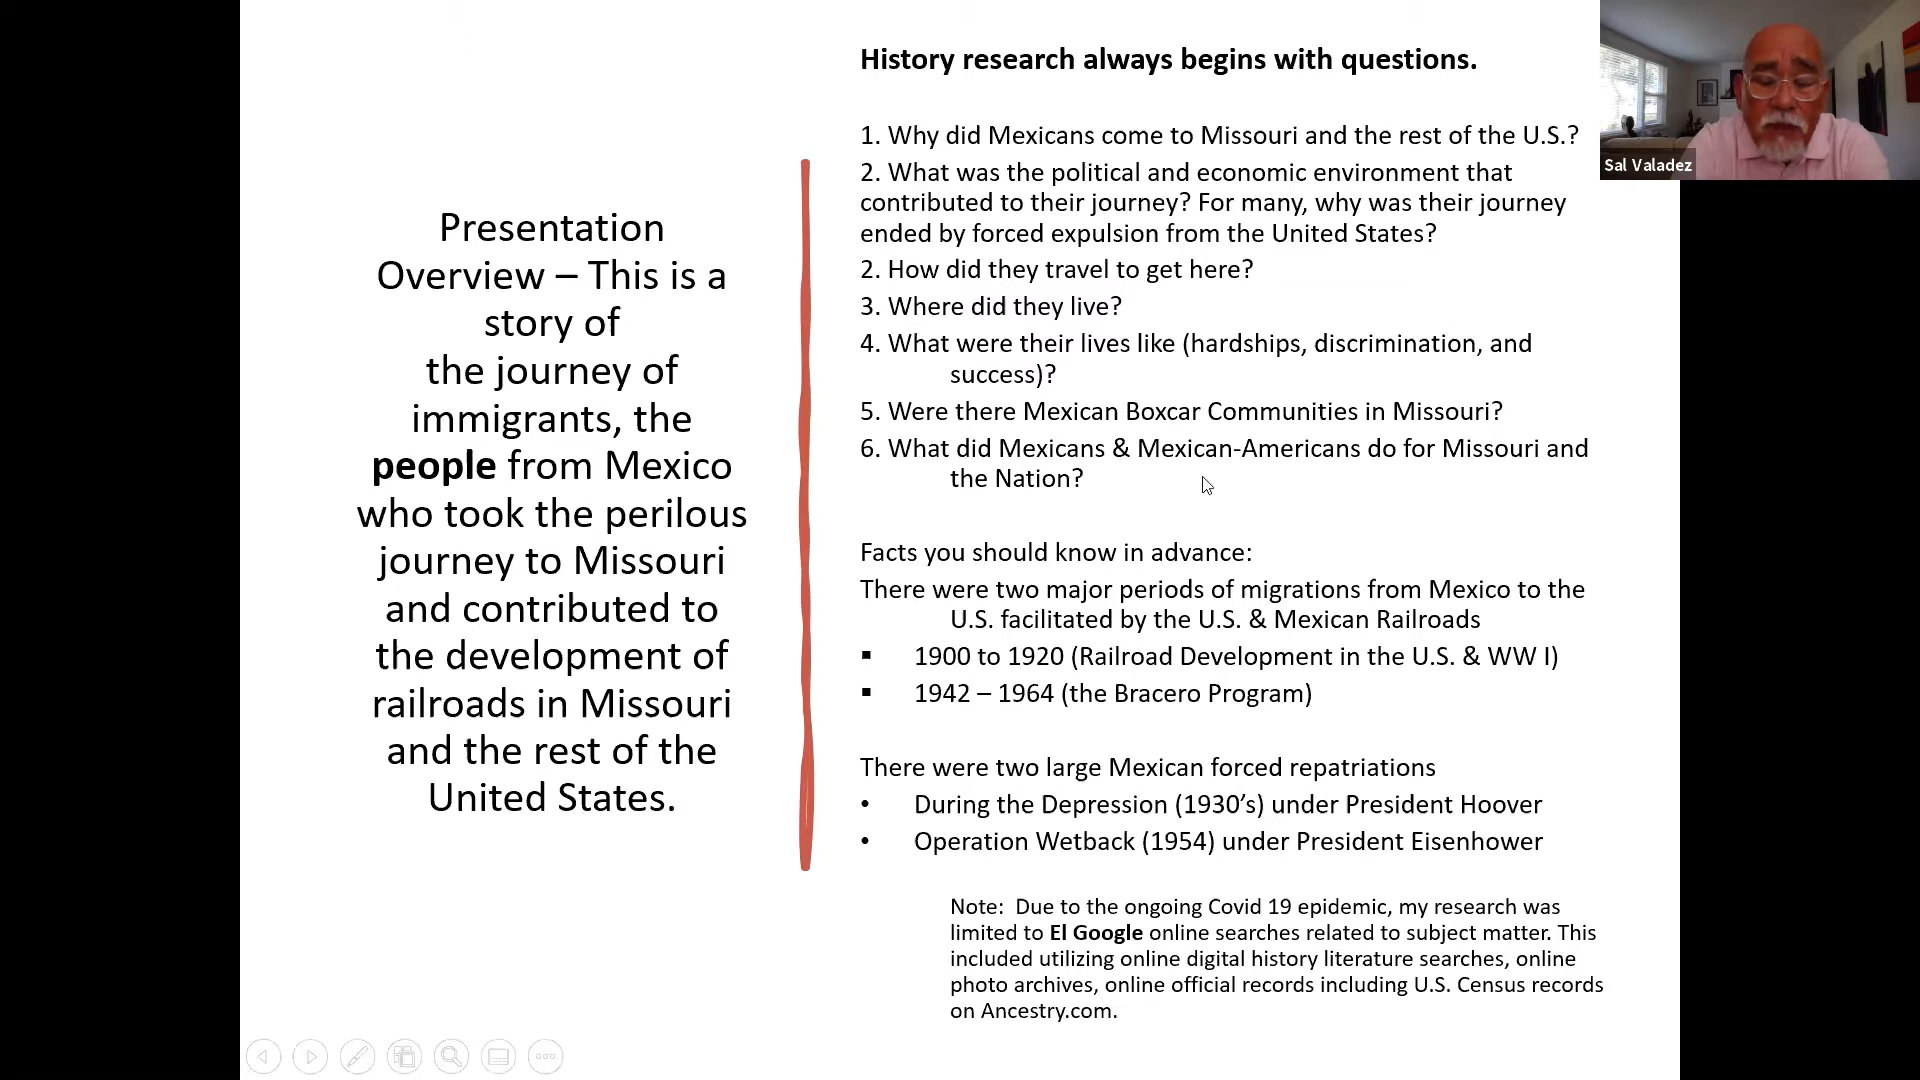 Presentation
Overview – This is a
story of
the journey of
immigrants, the
people from Mexico
who took the perilous
journey to Missouri
and contributed to
the development of
railroads in Missouri
and the rest of the
United States.
History research always begins with questions.
1. Why did Mexicans come to Missouri and the rest of the U.S.?
2. What was the political and economic environment that
contributed to their journey? For many, why was their journey
ended by forced expulsion from the United States?
2. How did they travel to get here?
3. Where did they live?
4. What were their lives like (hardships, discrimination, and
success)?
5. Were there Mexican Boxcar Communities in Missouri?
6. What did Mexicans & Mexican-Americans do for Missouri and
the Nation?
Facts you should know in advance:
There were two major periods of migrations from Mexico to the
U.S. facilitated by the U.S. & Mexican Railroads
▪ 1900 to 1920 (Railroad Development in the U.S. & WW I)
▪ 1942 – 1964 (the Bracero Program)
There were two large Mexican forced repatriations
• During the Depression (1930’s) under President Hoover
• Operation Wetback (1954) under President Eisenhower
Note:  Due to the ongoing Covid 19 epidemic, my research was
limited to El Google online searches related to subject matter. This
included utilizing online digital history literature searches, online
photo archives, online official records including U.S. Census records
on Ancestry.com.
Sal Valadez